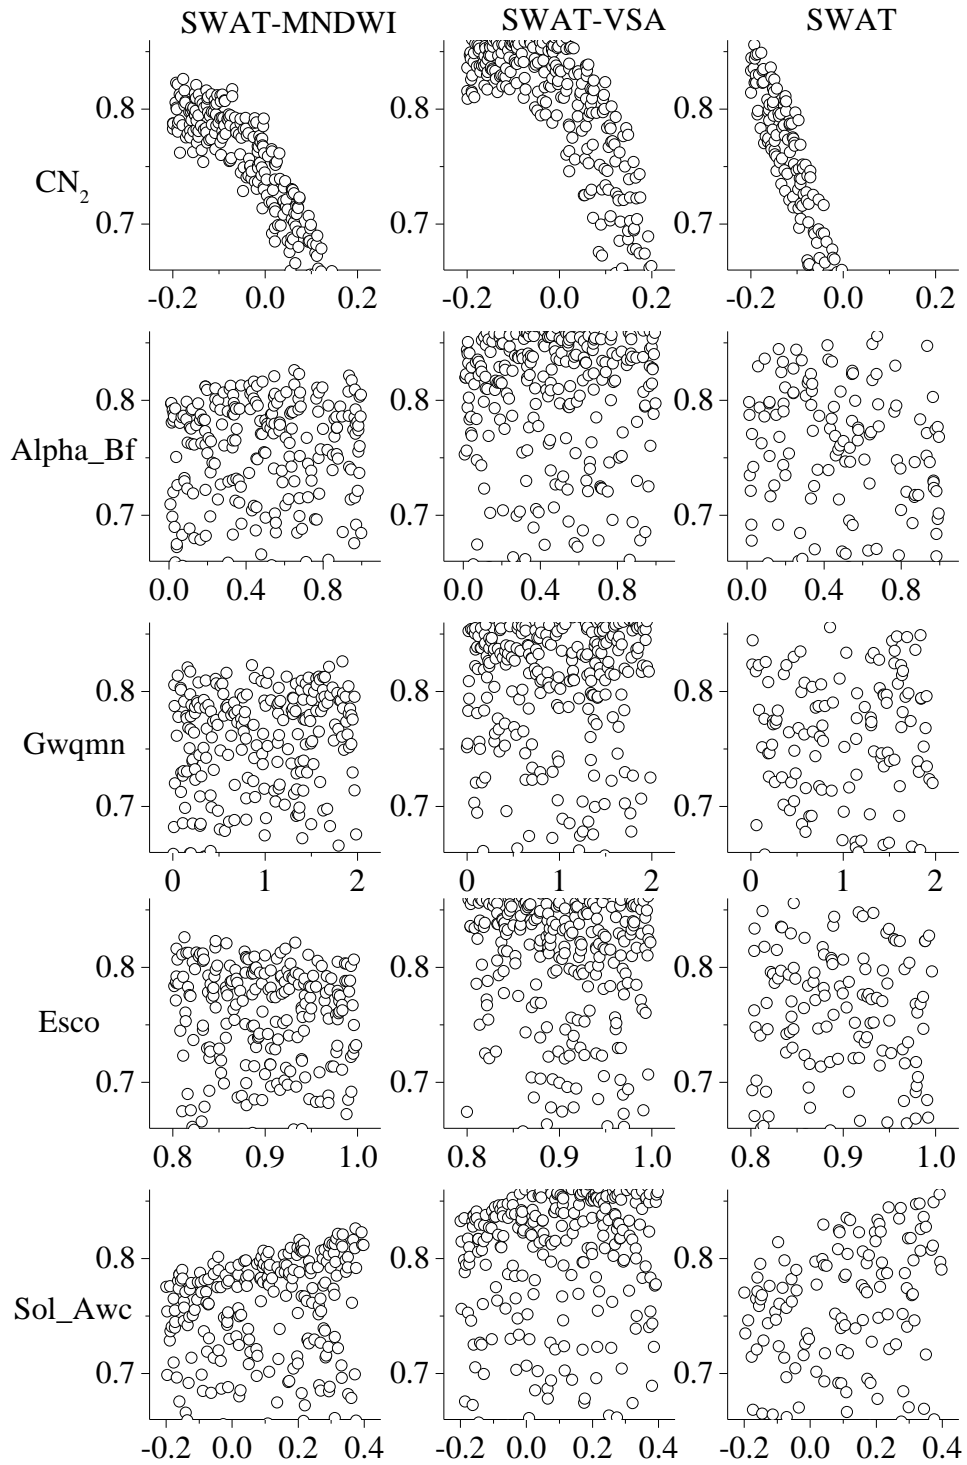 SWAT-MNDWI SWAT-VSA SWAT
0.8 0.8 0.8
CN2
0.7 0.7 0.7
-0.2 0.0 0.2 -0.2 0.0 0.2 -0.2 0.0 0.2
0.8 0.8 0.8
Alpha_Bf
0.7 0.7 0.7
0.0 0.4 0.8 0.0 0.4 0.8 0.0 0.4 0.8
0.8 0.8 0.8
Gwqmn
0.7 0.7 0.7
0 1 2 0 1 2 0 1 2
0.8 0.8 0.8
Esco
0.7 0.7 0.7
0.8 0.9 1.0 0.8 0.9 1.0 0.8 0.9 1.0
0.8 0.8 0.8
Sol_Awc
0.7 0.7 0.7
-0.2 0.0 0.2 0.4 -0.2 0.0 0.2 0.4 -0.2 0.0 0.2 0.4